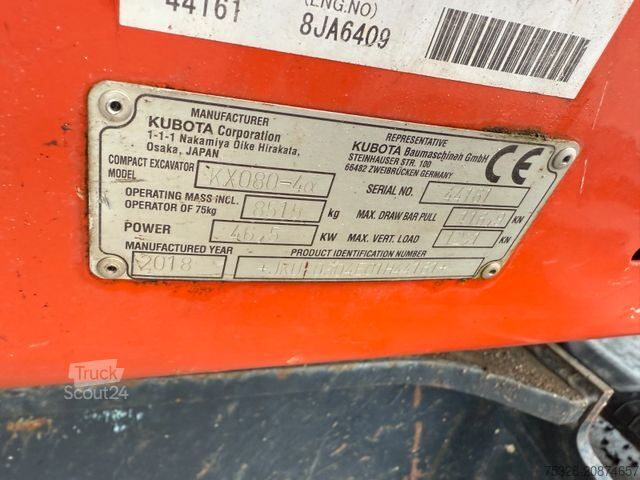 44161
(ENG.NO)
8JA6409
MANUFACTURER
KUBOTA Corporation
1-1-1 Nakamiya Oike Hirakata,
Osaka, JAPAN
REPRESENTATIVE
KUBOTA Baumaschinen GmbH
STEINHAUSER STR. 100
66482 ZWEIBRÜCKEN GERMANY
CE
COMPACT EXCAVATOR
MODEL KX080-4α
SERIAL NO. 44161
OPERATING MASS INCL.
OPERATOR OF 75kg 8515 kg
MAX. DRAW BAR PULL KN
POWER 46,5 KW
MAX. VERT. LOAD KN
MANUFACTURED YEAR
2018
PRODUCT IDENTIFICATION NUMBER
Truck
Scout24
75328-20874657